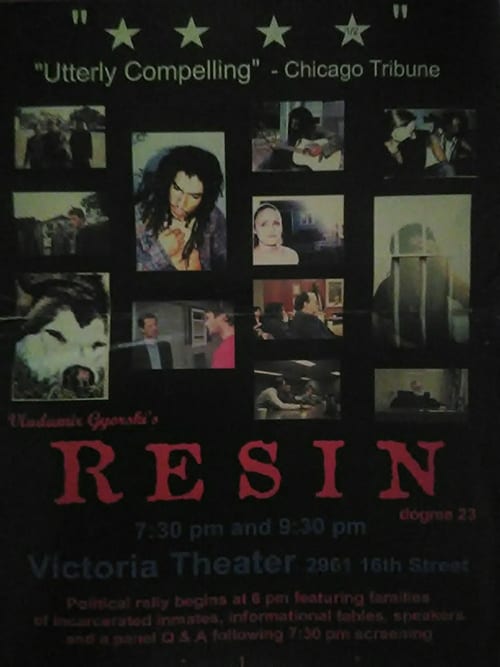 " ★ ★ ★ ★ 1/2 "
"Utterly Compelling" - Chicago Tribune
Vladamir Gyorski's
RESIN
dogme 23
7:30 pm and 9:30 pm
Victoria Theater 2961 16th Street
Political rally begins at 6 pm featuring families
of incarcerated inmates, informational tables, speakers
and a panel Q & A following 7:30 pm screening